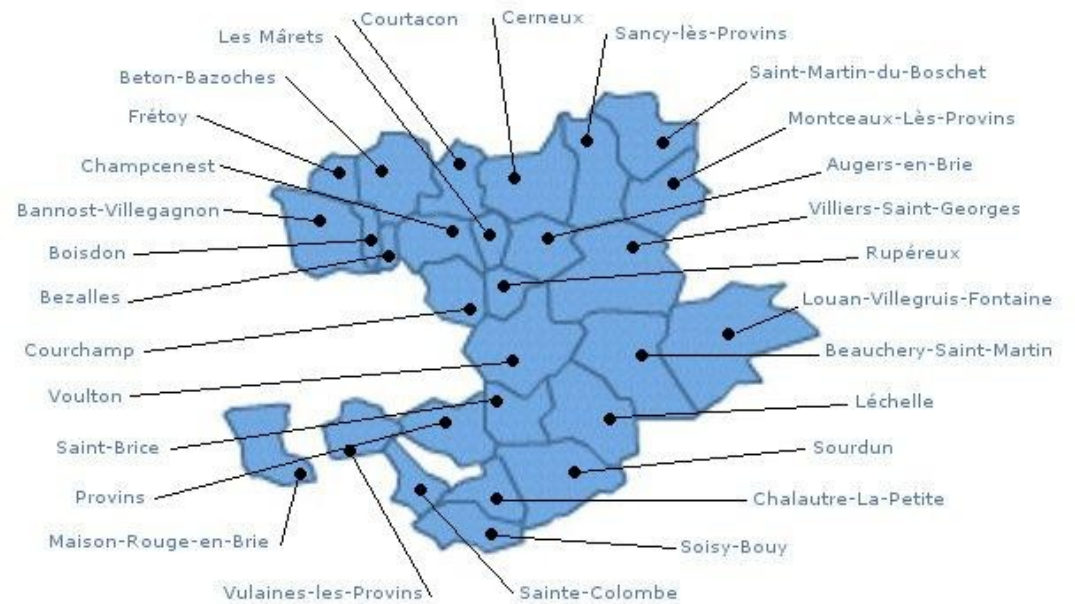 Courtacon
Cerneux
Les Mârets
Sancy-lès-Provins
Beton-Bazoches
Saint-Martin-du-Boschet
Frétoy
Montceaux-Lès-Provins
Champcenest
Augers-en-Brie
Bannost-Villegagnon
Villiers-Saint-Georges
Boisdon
Rupéreux
Bezalles
Louan-Villegruis-Fontaine
Courchamp
Beauchery-Saint-Martin
Voulton
Léchelle
Saint-Brice
Sourdun
Provins
Chalautre-La-Petite
Maison-Rouge-en-Brie
Soisy-Bouy
Vulaines-les-Provins
Sainte-Colombe